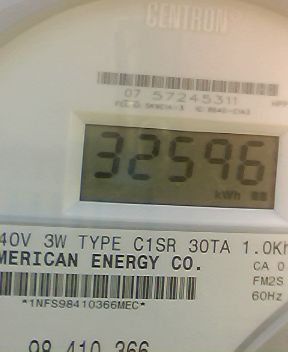 CENTRON®
07 57245311
32596
kWh
40V 3W TYPE C1SR 30TA 1.0Kh
MERICAN ENERGY CO.
CA 0
FM2S
60Hz
*1NFS98410366MEC*
98 410 366